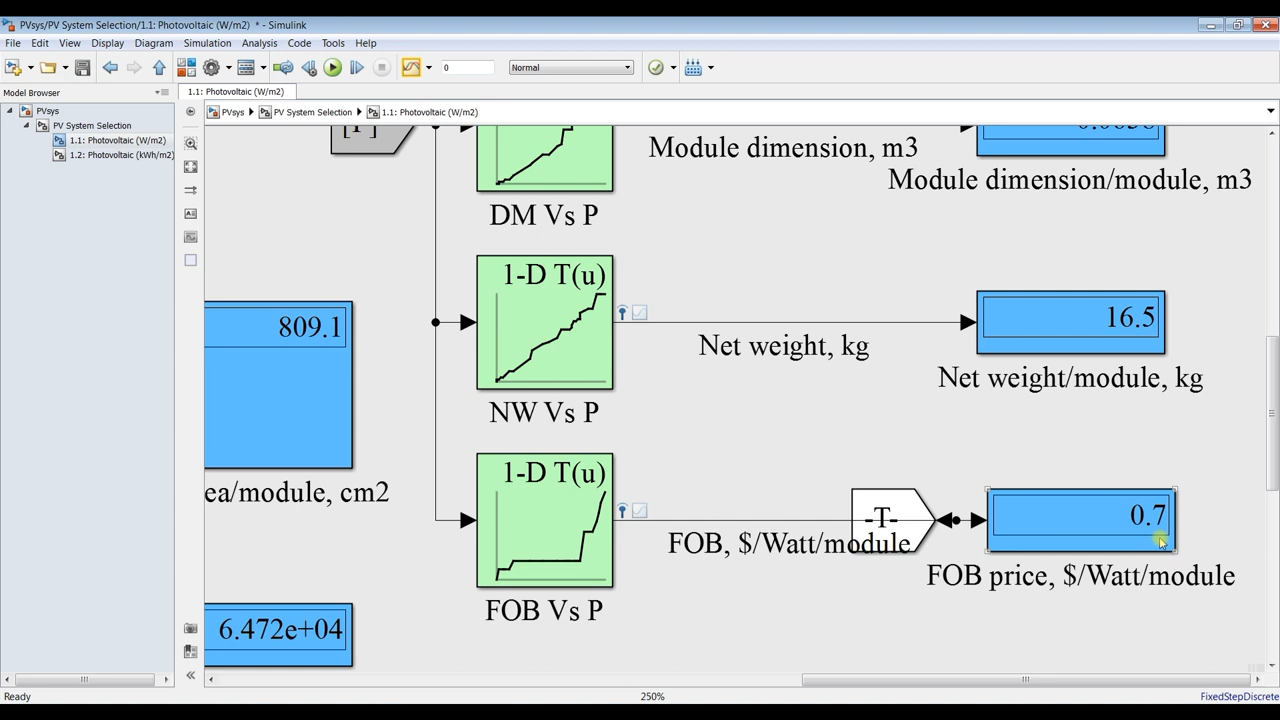 PVsys/PV System Selection/1.1: Photovoltaic (W/m2) * - Simulink
File Edit View Display Diagram Simulation Analysis Code Tools Help
0 Normal
Model Browser
1.1: Photovoltaic (W/m2)
PVsys
PV System Selection
1.1: Photovoltaic (W/m2)
1.2: Photovoltaic (kWh/m2)
PVsys PV System Selection 1.1: Photovoltaic (W/m2)
Module dimension, m3
Module dimension/module, m3
DM Vs P
1-D T(u)
809.1
16.5
Net weight, kg
Net weight/module, kg
NW Vs P
1-D T(u)
ea/module, cm2
-T-
0.7
FOB, $/Watt/module
FOB price, $/Watt/module
FOB Vs P
6.472e+04
Ready
250%
FixedStepDiscrete